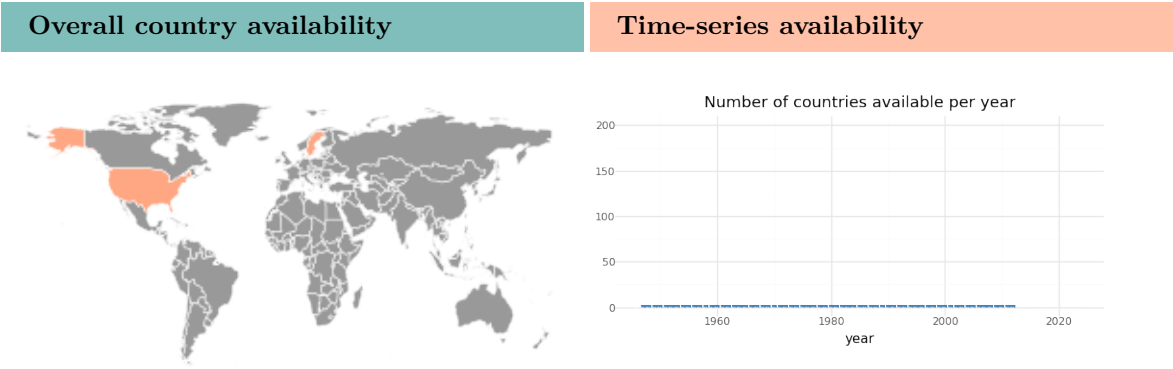 Overall country availability
Time-series availability
Number of countries available per year
200
150
100
50
0
1960 1980 2000 2020
year